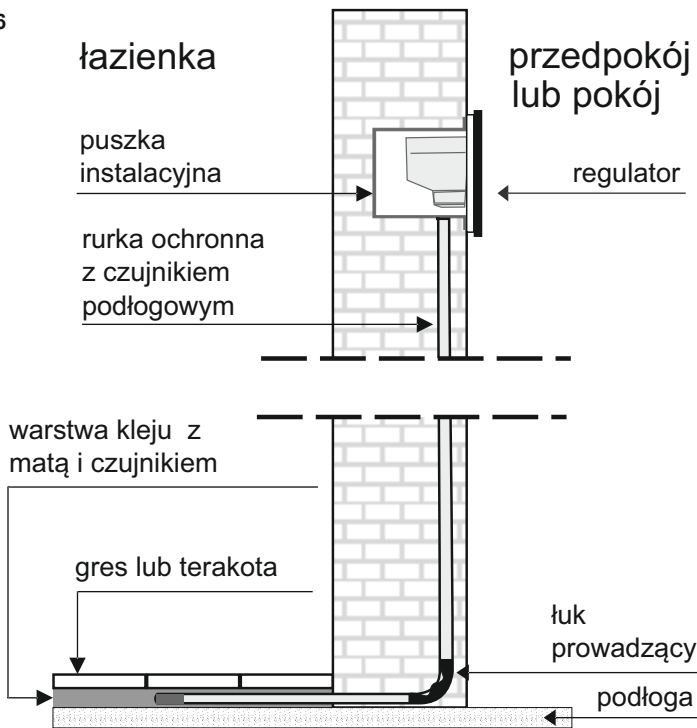 6
łazienka
przedpokój
lub pokój
puszka
instalacyjna
regulator
rurka ochronna
z czujnikiem
podłogowym
warstwa kleju z
matą i czujnikiem
gres lub terakota
łuk
prowadzący
podłoga